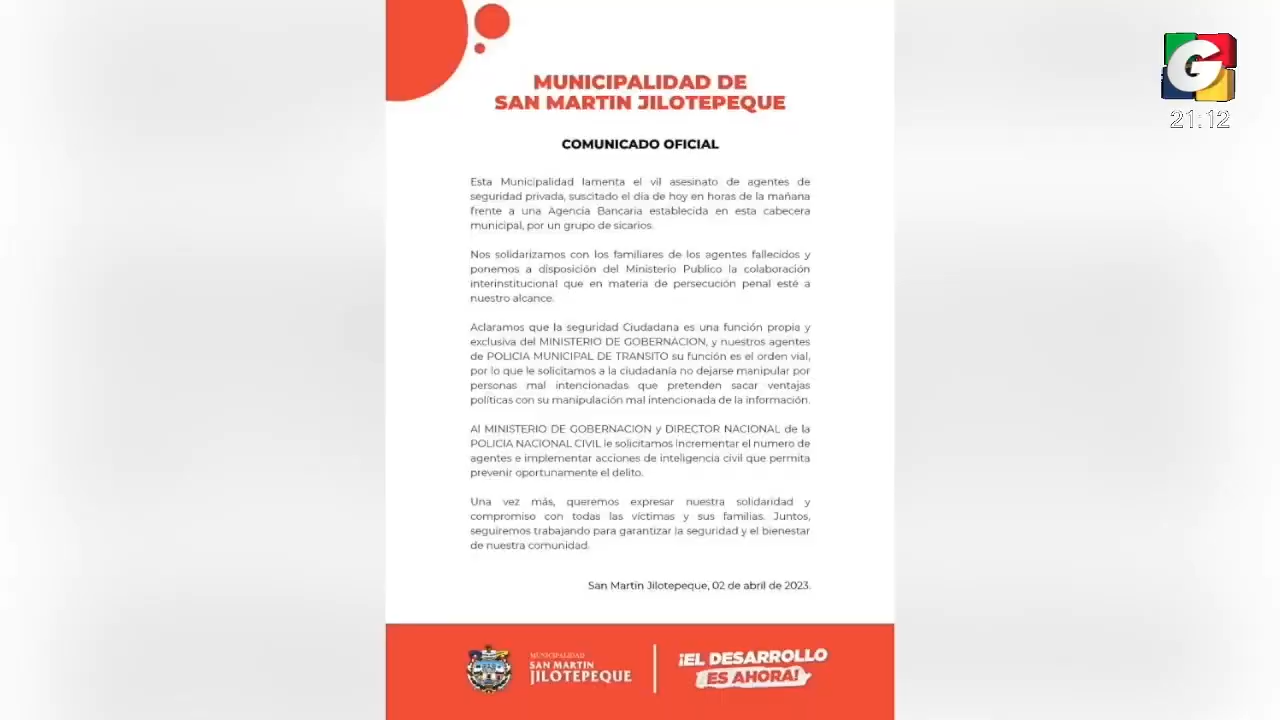 G
21:12
MUNICIPALIDAD DE
SAN MARTIN JILOTEPEQUE
COMUNICADO OFICIAL
Esta Municipalidad lamenta el vil asesinato de agentes de
seguridad privada, suscitado el día de hoy en horas de la mañana
frente a una Agencia Bancaria establecida en esta cabecera
municipal, por un grupo de sicarios.
Nos solidarizamos con los familiares de los agentes fallecidos y
ponemos a disposición del Ministerio Publico la colaboración
interinstitucional que en materia de persecución penal esté a
nuestro alcance.
Aclaramos que la seguridad Ciudadana es una función propia y
exclusiva del MINISTERIO DE GOBERNACION, y nuestros agentes
de POLICIA MUNICIPAL DE TRANSITO su función es el orden vial,
por lo que le solicitamos a la ciudadanía no dejarse manipular por
personas mal intencionadas que pretenden sacar ventajas
políticas con su manipulación mal intencionada de la información.
Al MINISTERIO DE GOBERNACION y DIRECTOR NACIONAL de la
POLICIA NACIONAL CIVIL le solicitamos incrementar el numero de
agentes e implementar acciones de inteligencia civil que permita
prevenir oportunamente el delito.
Una vez más, queremos expresar nuestra solidaridad y
compromiso con todas las víctimas y sus familias. Juntos,
seguiremos trabajando para garantizar la seguridad y el bienestar
de nuestra comunidad.
San Martín Jilotepeque, 02 de abril de 2023.
MUNICIPALIDAD
SAN MARTIN
JILOTEPEQUE
¡EL DESARROLLO
ES AHORA!